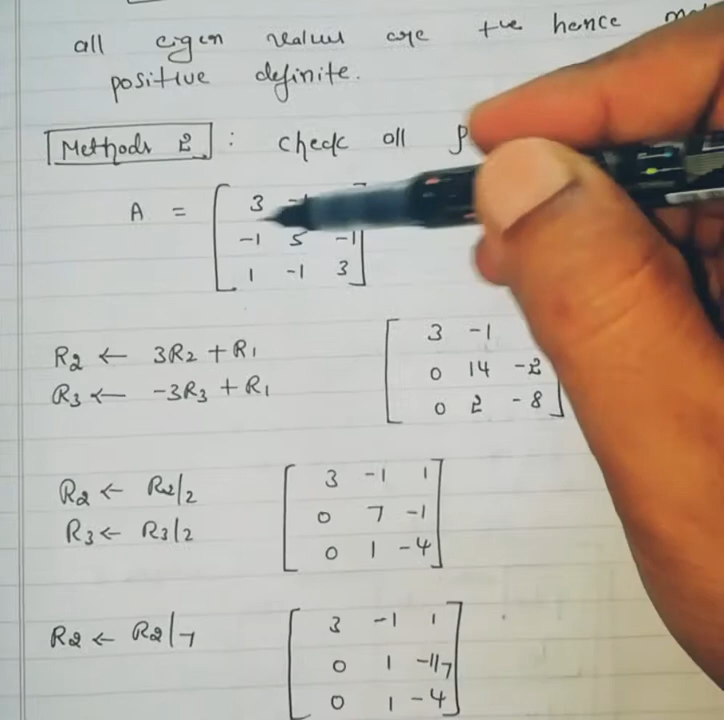 all eigen values are +ve hence
positive definite.
Methods 2 : check all
A = [ 3 -1
-1 5 -1
1 -1 3 ]
R2 ← 3R2 + R1
R3 ← -3R3 + R1
[ 3 -1
0 14 -2
0 2 -8 ]
R2 ← R2/2
R3 ← R3/2
[ 3 -1 1
0 7 -1
0 1 -4 ]
R2 ← R2/7
[ 3 -1 1
0 1 -1/7
0 1 -4 ]